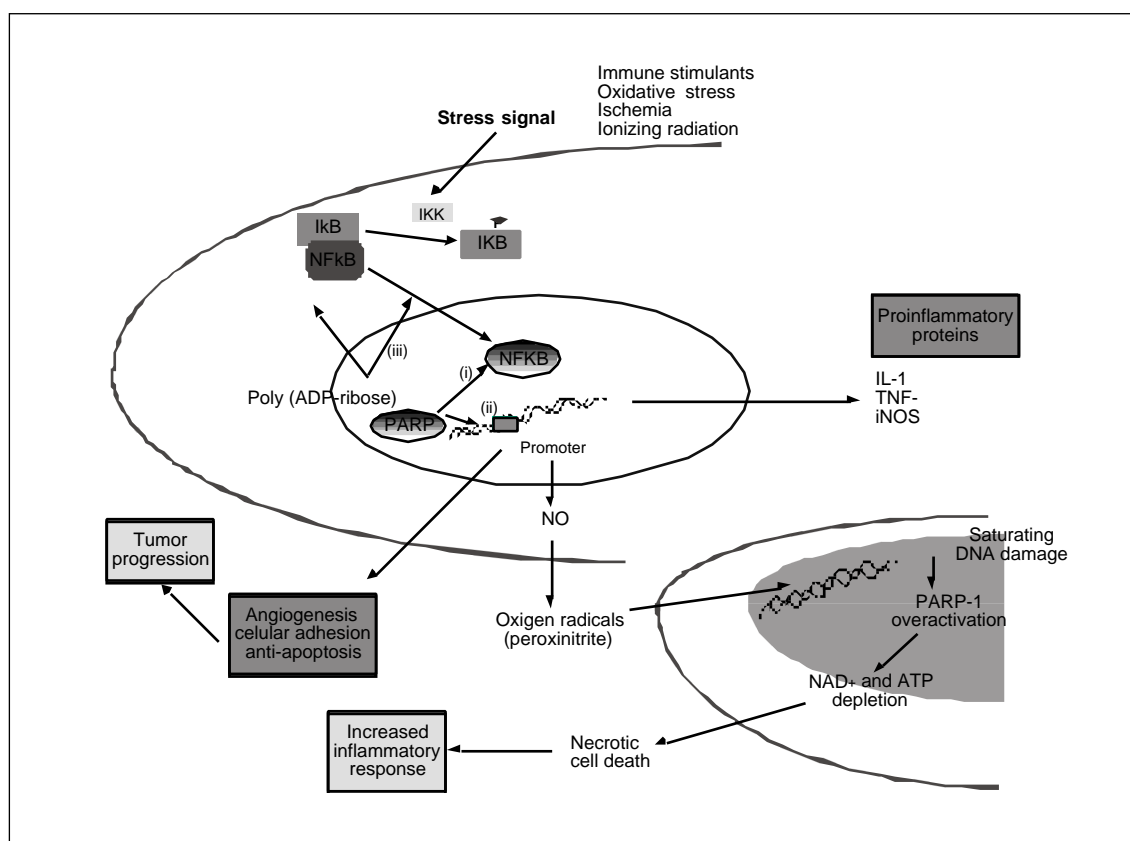 Immune stimulants
Oxidative stress
Ischemia
Ionizing radiation
Stress signal
IKK
IkB
IKB
NFkB
Proinflammatory
proteins
IL-1
TNF-
iNOS
NFKB
(iii)
(i)
Poly (ADP-ribose)
(ii)
PARP
Promoter
NO
Tumor
progression
Saturating
DNA damage
PARP-1
overactivation
Angiogenesis
celular adhesion
anti-apoptosis
Oxigen radicals
(peroxinitrite)
NAD+ and ATP
depletion
Increased
inflammatory
response
Necrotic
cell death